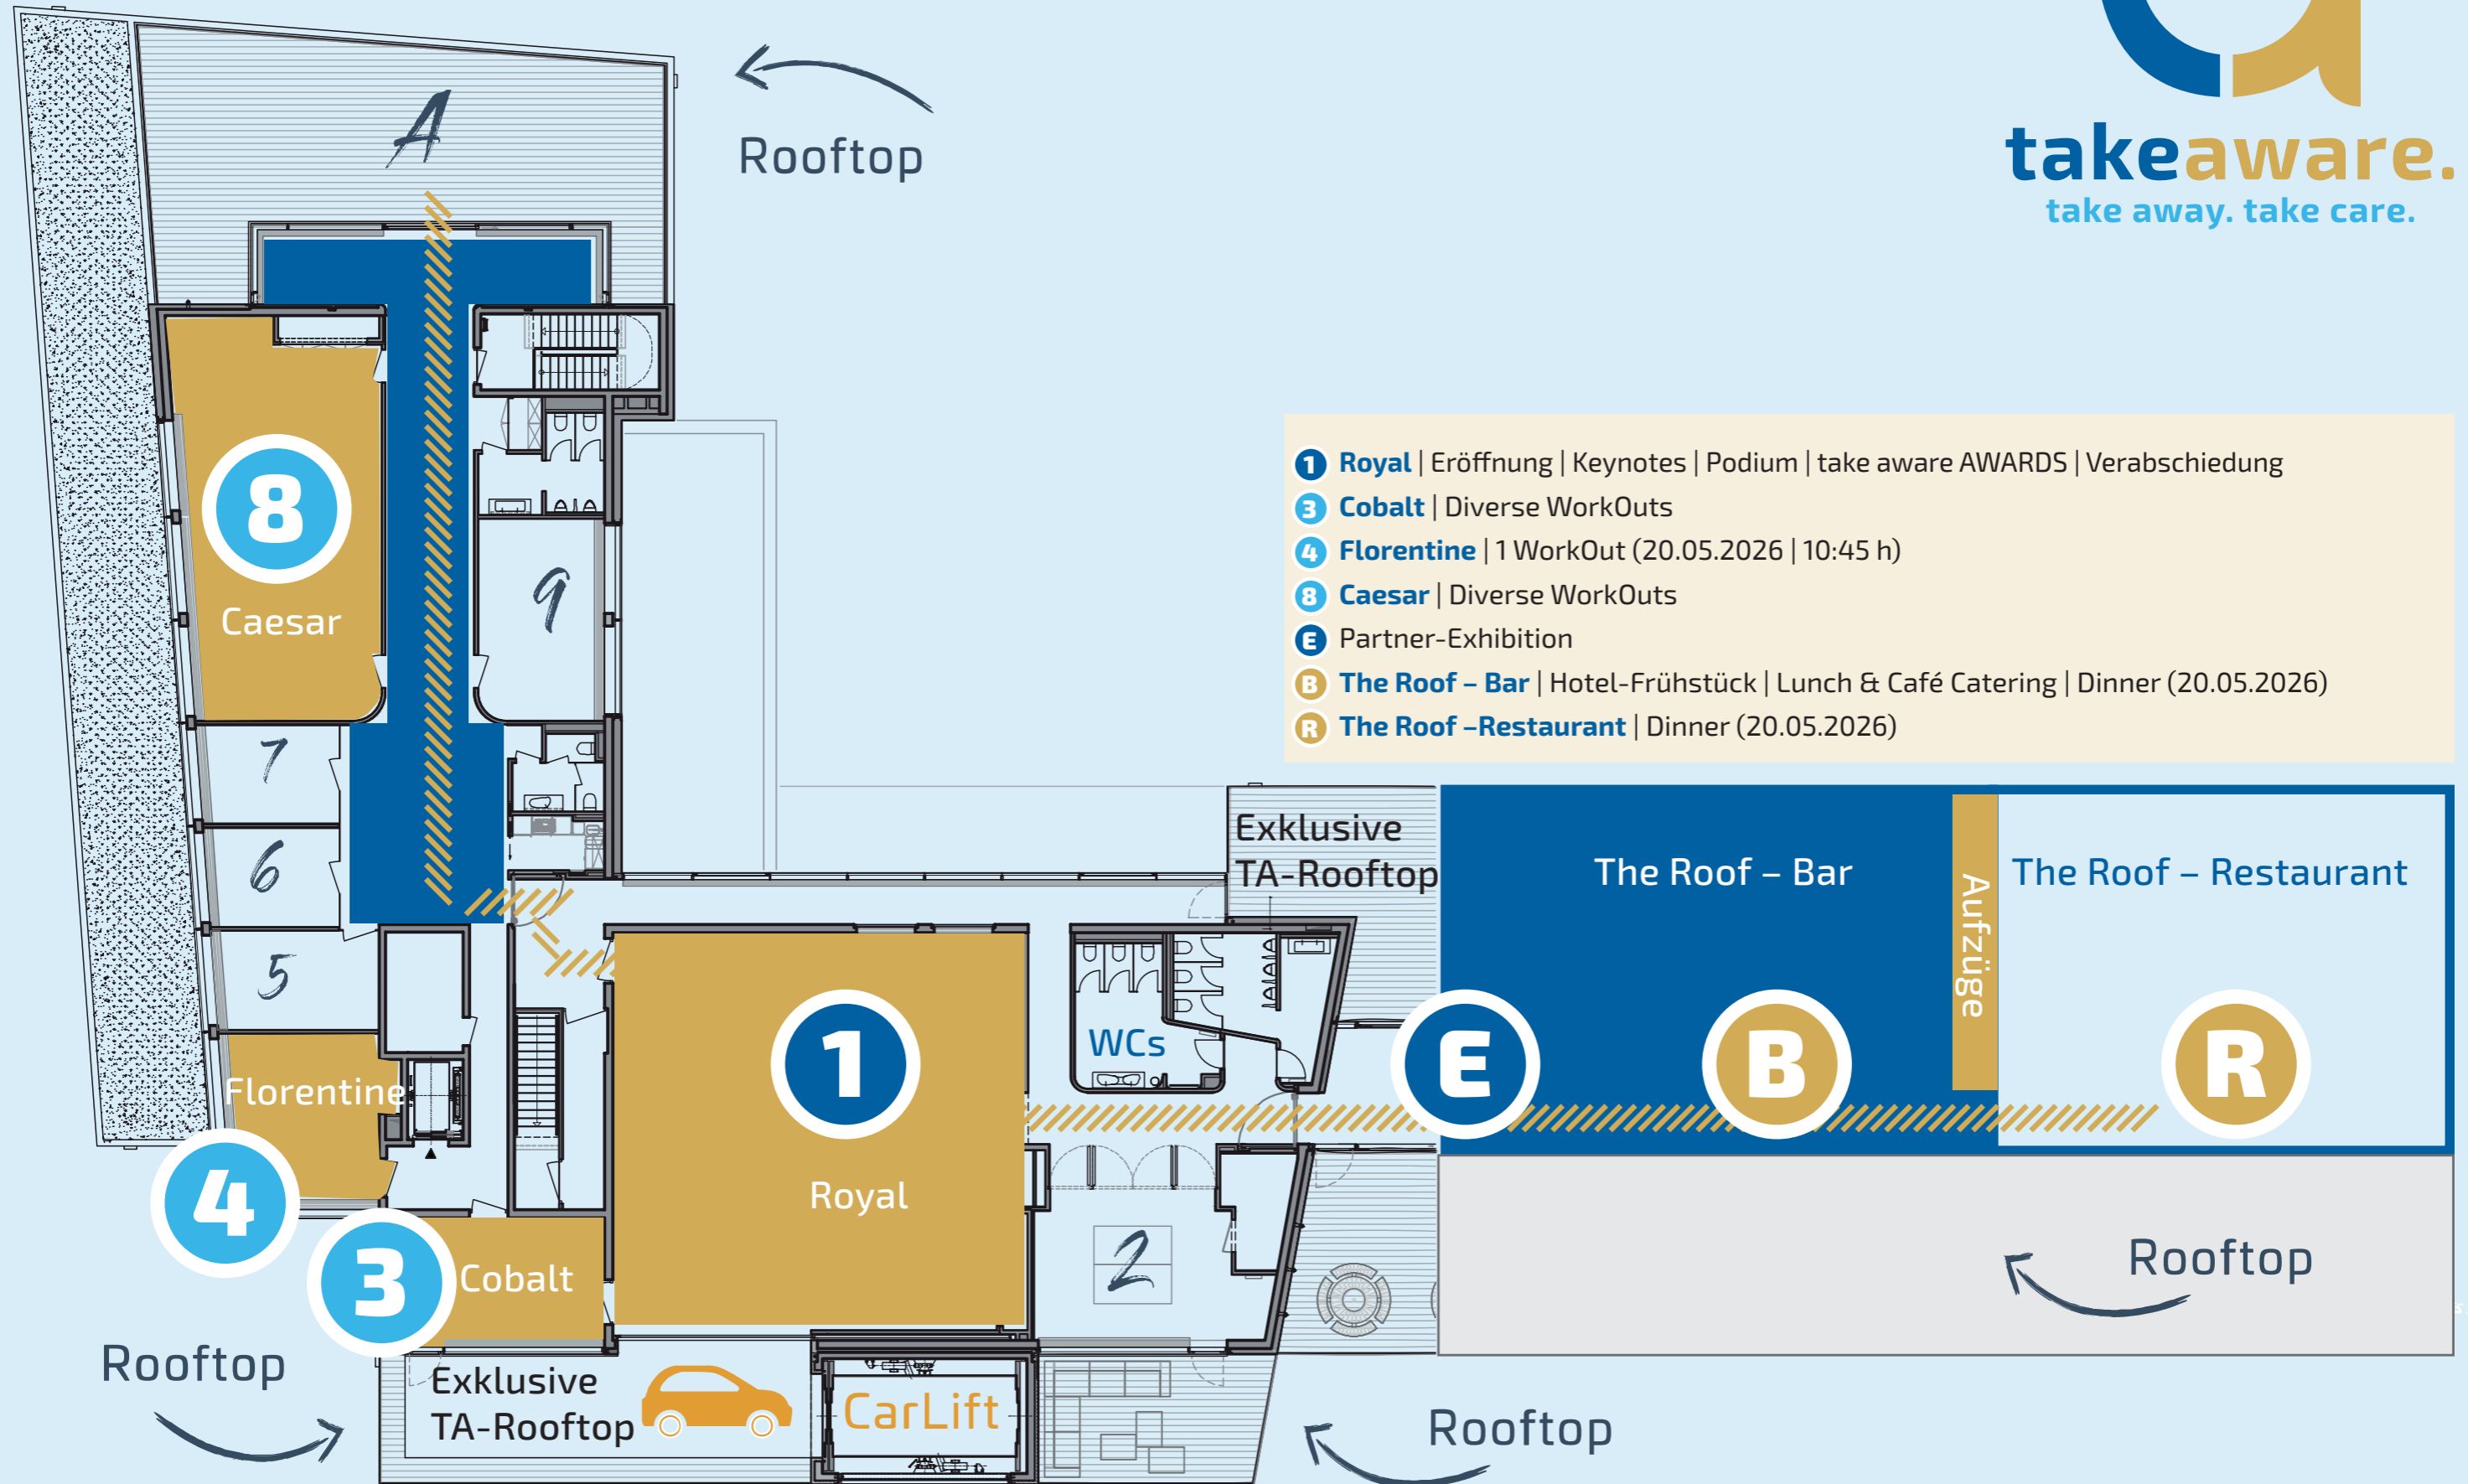 A
Rooftop
takeaware.
take away. take care.
1 Royal | Eröffnung | Keynotes | Podium | take aware AWARDS | Verabschiedung
3 Cobalt | Diverse WorkOuts
4 Florentine | 1 WorkOut (20.05.2026 | 10:45 h)
8 Caesar | Diverse WorkOuts
E Partner-Exhibition
B The Roof – Bar | Hotel-Frühstück | Lunch & Café Catering | Dinner (20.05.2026)
R The Roof –Restaurant | Dinner (20.05.2026)
8
Caesar
9
7
6
5
Florentine
4
3
Cobalt
1
Royal
WCs
2
Exklusive
TA-Rooftop
The Roof – Bar
Aufzüge
The Roof – Restaurant
E
B
R
Rooftop
Rooftop
Exklusive
TA-Rooftop
CarLift
Rooftop